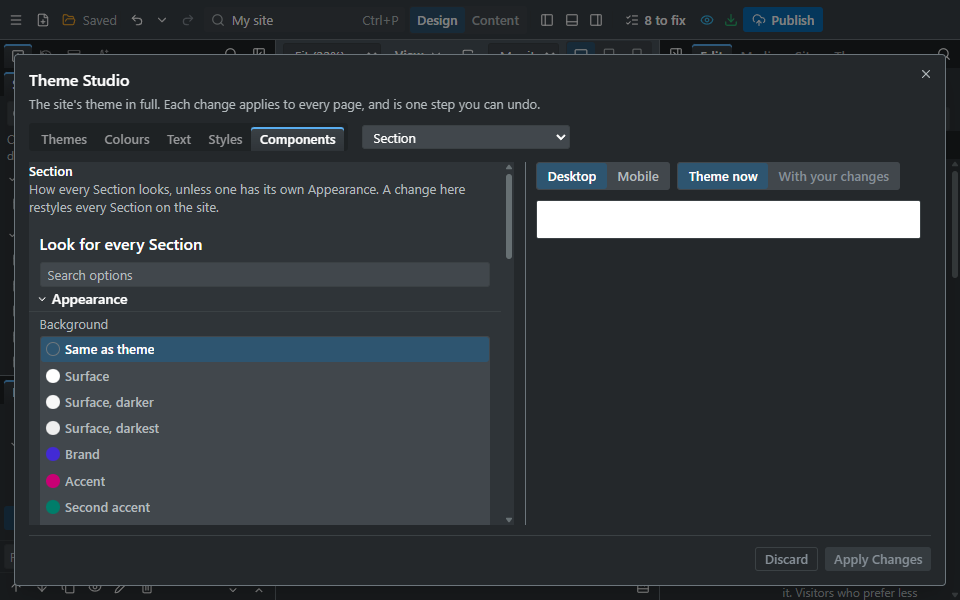 Saved
My site
Ctrl+P
Design
Content
8 to fix
Publish
Theme Studio
The site's theme in full. Each change applies to every page, and is one step you can undo.
Themes
Colours
Text
Styles
Components
Section
Section
How every Section looks, unless one has its own Appearance. A change here
restyles every Section on the site.
Look for every Section
Search options
Appearance
Background
Same as theme
Surface
Surface, darker
Surface, darkest
Brand
Accent
Second accent
Desktop
Mobile
Theme now
With your changes
Discard
Apply Changes
it. Visitors who prefer less